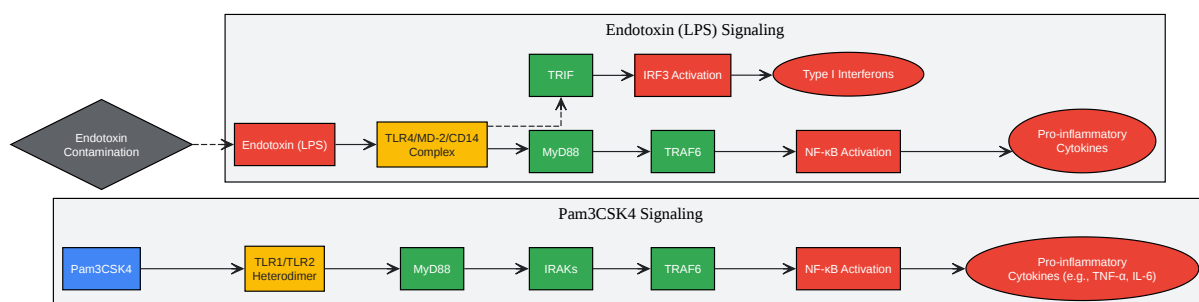 Endotoxin (LPS) Signaling
TRIF
IRF3 Activation
Type I Interferons
Endotoxin
Contamination
Endotoxin (LPS)
TLR4/MD-2/CD14
Complex
MyD88
TRAF6
NF-κB Activation
Pro-inflammatory
Cytokines
Pam3CSK4 Signaling
Pam3CSK4
TLR1/TLR2
Heterodimer
MyD88
IRAKs
TRAF6
NF-κB Activation
Pro-inflammatory
Cytokines (e.g., TNF-α, IL-6)